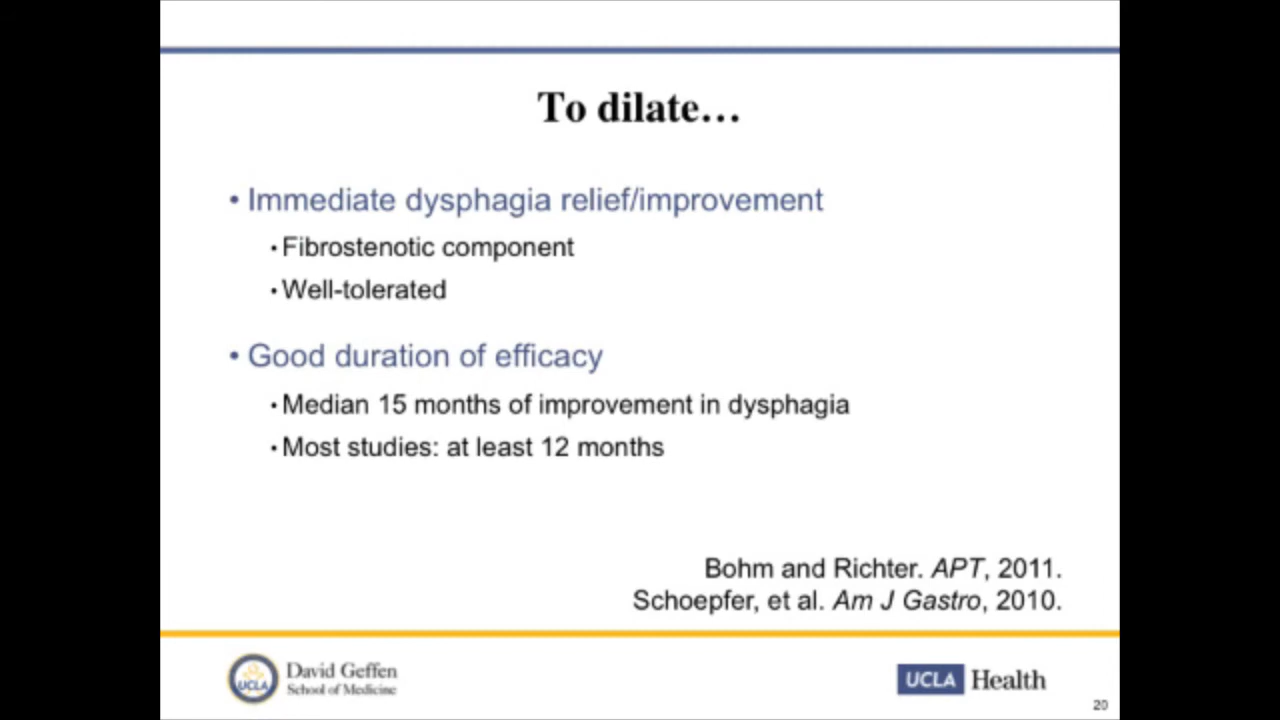 To dilate…
• Immediate dysphagia relief/improvement
• Fibrostenotic component
• Well-tolerated
• Good duration of efficacy
• Median 15 months of improvement in dysphagia
• Most studies: at least 12 months
Bohm and Richter. APT, 2011.
Schoepfer, et al. Am J Gastro, 2010.
UCLA
David Geffen
School of Medicine
UCLA Health
20